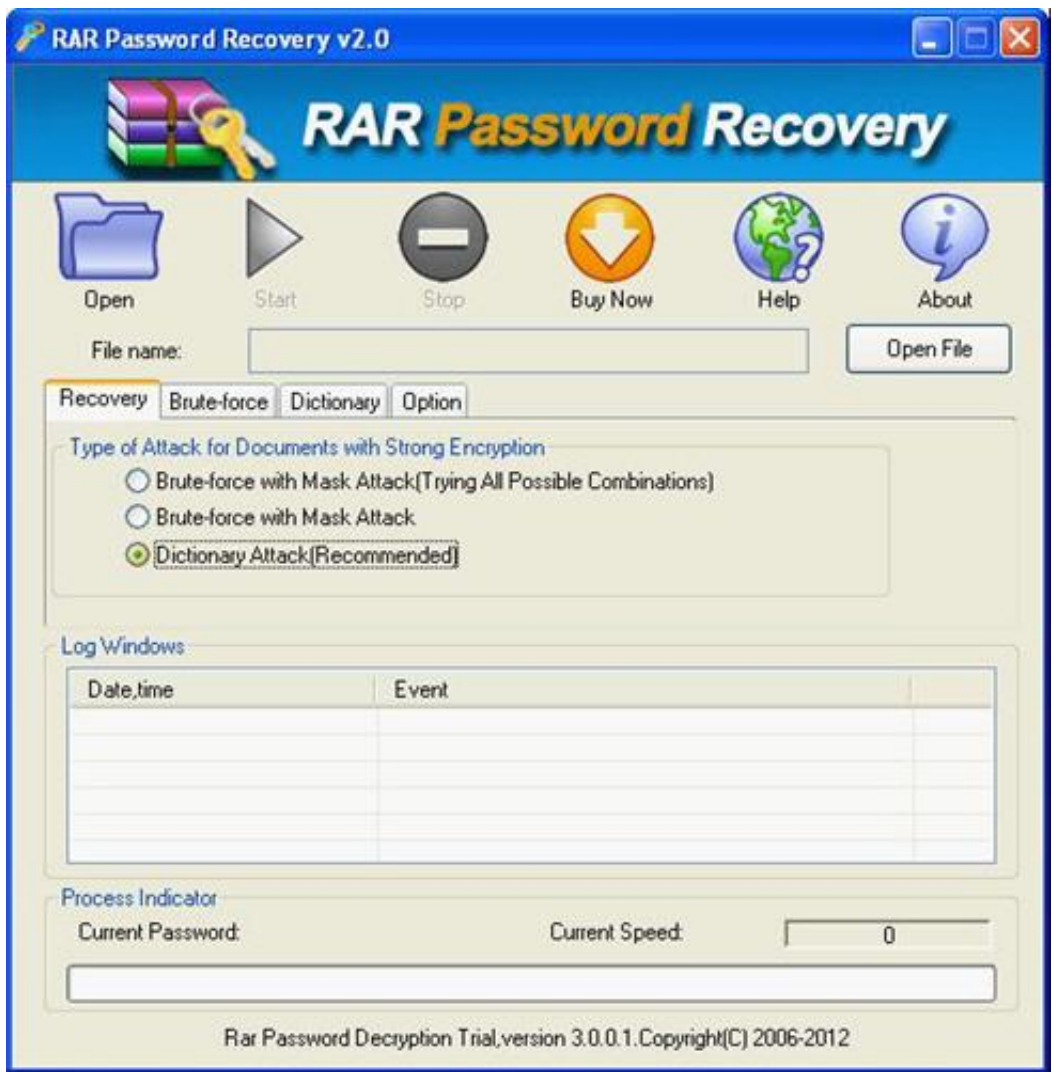 RAR Password Recovery v2.0
RAR Password Recovery
Open
Start
Stop
Buy Now
Help
About
File name:
Open File
Recovery
Brute-force
Dictionary
Option
Type of Attack for Documents with Strong Encryption
Brute-force with Mask Attack(Trying All Possible Combinations)
Brute-force with Mask Attack
Dictionary Attack(Recommended)
Log Windows
Date,time
Event
Process Indicator
Current Password:
Current Speed:
0
Rar Password Decryption Trial,version 3.0.0.1.Copyright(C) 2006-2012